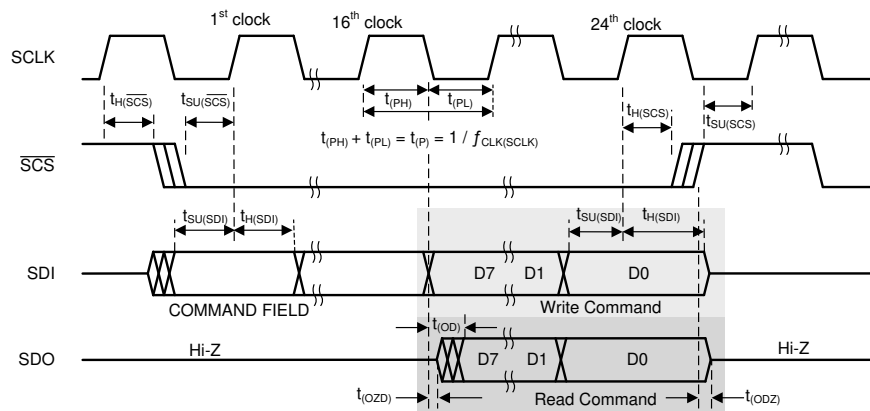 1st clock 16th clock 24th clock
SCLK
tH(SCS) tSU(SCS) t(PH) t(PL) tH(SCS) tSU(SCS)
t(PH) + t(PL) = t(P) = 1 / fCLK(SCLK)
SCS
tSU(SDI) tH(SDI) tSU(SDI) tH(SDI)
SDI D7 D1 D0
COMMAND FIELD Write Command
t(OD)
SDO Hi-Z D7 D1 D0 Hi-Z
t(OZD) Read Command t(ODZ)